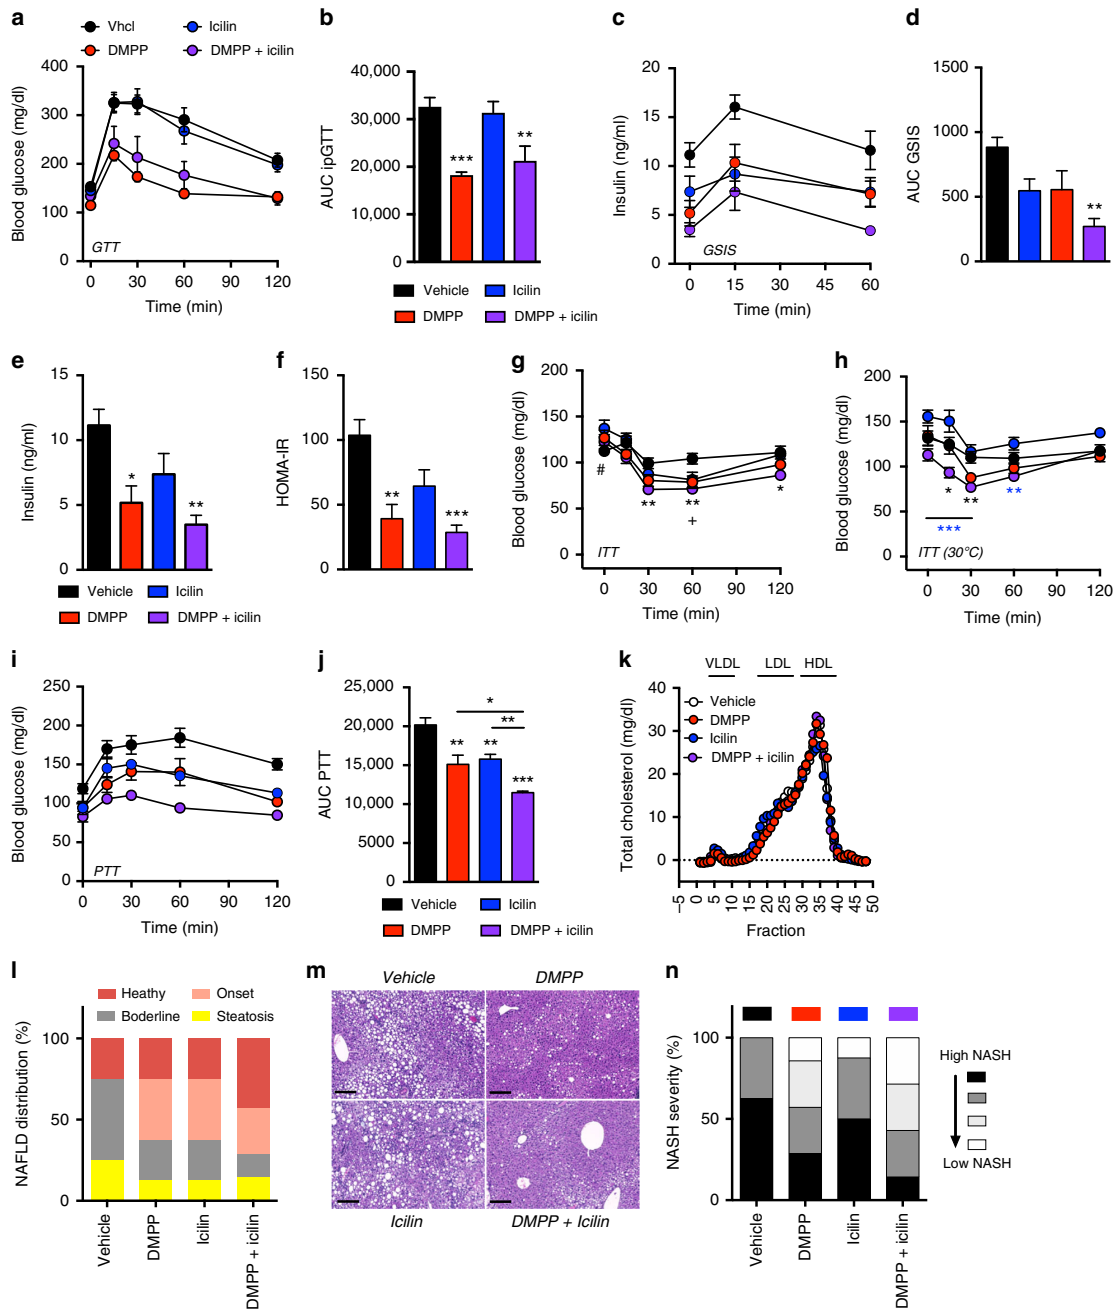 a
Vhcl
Icilin
DMPP
DMPP + icilin
Blood glucose (mg/dl)
400
300
200
100
0
GTT
0 30 60 90 120
Time (min)
b
AUC ipGTT
40,000
30,000
20,000
10,000
0
***
**
Vehicle
Icilin
DMPP
DMPP + icilin
c
Insulin (ng/ml)
20
15
10
5
0
GSIS
0 15 30 45 60
Time (min)
d
AUC GSIS
1500
1000
500
0
**
e
Insulin (ng/ml)
15
10
5
0
*
**
Vehicle
Icilin
DMPP
DMPP + icilin
f
HOMA-IR
150
100
50
0
**
***
g
Blood glucose (mg/dl)
200
150
100
50
0
#
**
**
+
*
ITT
0 30 60 90 120
Time (min)
h
Blood glucose (mg/dl)
200
150
100
50
0
*
**
**
***
ITT (30°C)
0 30 60 90 120
Time (min)
i
Blood glucose (mg/dl)
250
200
150
100
50
0
PTT
0 30 60 90 120
Time (min)
j
AUC PTT
25,000
20,000
15,000
10,000
5000
0
*
**
**
**
***
Vehicle
Icilin
DMPP
DMPP + icilin
k
VLDL LDL HDL
Total cholesterol (mg/dl)
40
30
20
10
0
Vehicle
DMPP
Icilin
DMPP + icilin
−5 0 5 10 15 20 25 30 35 40 45 50
Fraction
l
Heathy
Onset
Boderline
Steatosis
NAFLD distribution (%)
100
50
0
Vehicle
DMPP
Icilin
DMPP + icilin
m
Vehicle
DMPP
Icilin
DMPP + Icilin
n
NASH severity (%)
100
50
0
Vehicle
DMPP
Icilin
DMPP + icilin
High NASH
Low NASH